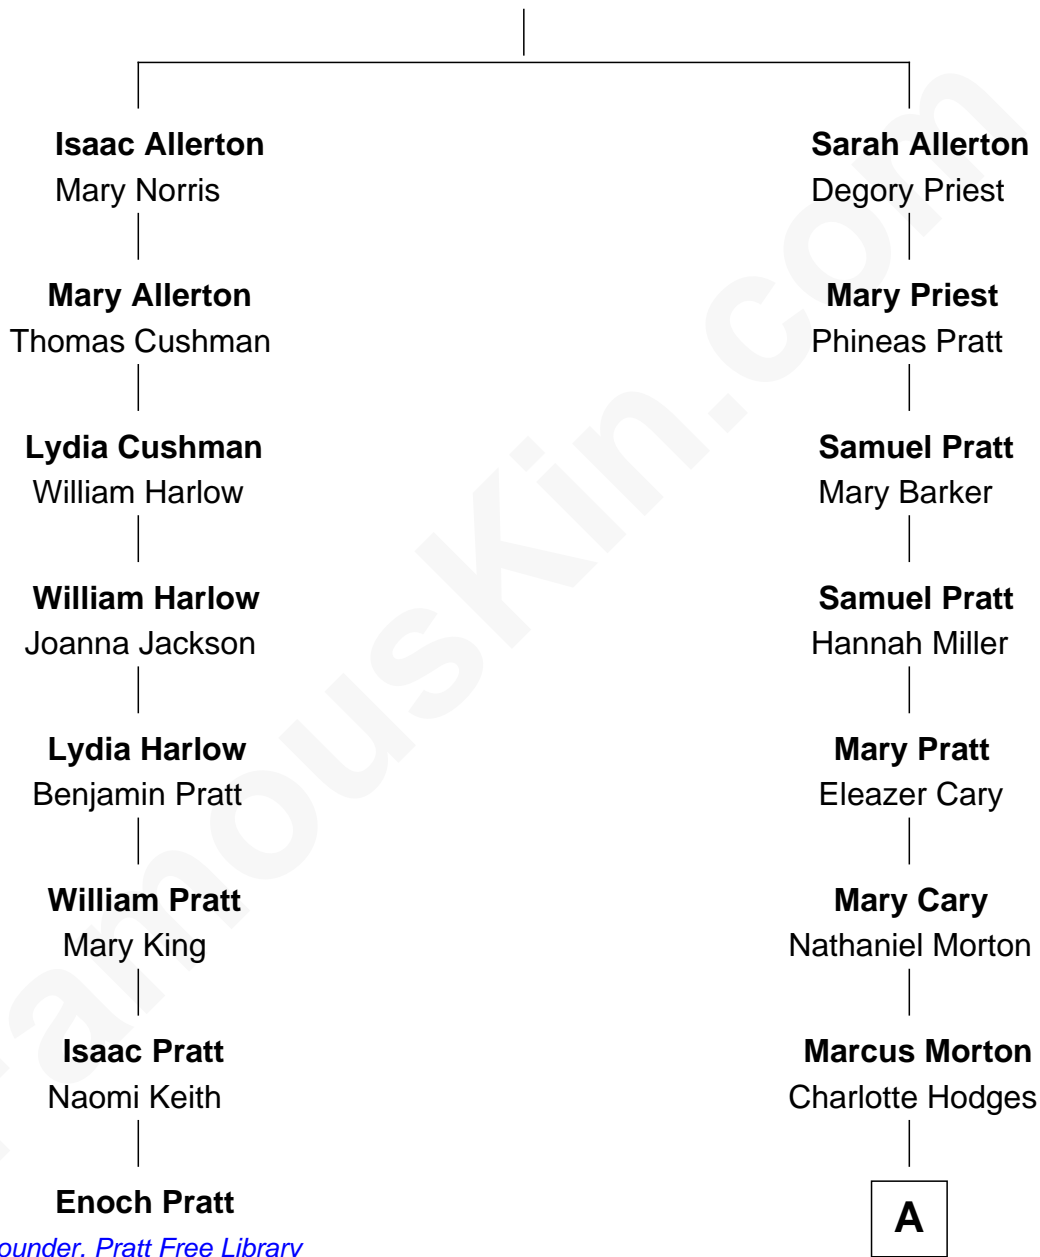 Isaac Allerton
Mary Norris
Mary Allerton
Thomas Cushman
Lydia Cushman
William Harlow
William Harlow
Joanna Jackson
Lydia Harlow
Benjamin Pratt
William Pratt
Mary King
Isaac Pratt
Naomi Keith
Enoch Pratt
ounder, Pratt Free Library
Sarah Allerton
Degory Priest
Mary Priest
Phineas Pratt
Samuel Pratt
Mary Barker
Samuel Pratt
Hannah Miller
Mary Pratt
Eleazer Cary
Mary Cary
Nathaniel Morton
Marcus Morton
Charlotte Hodges
A
FamousKin.com